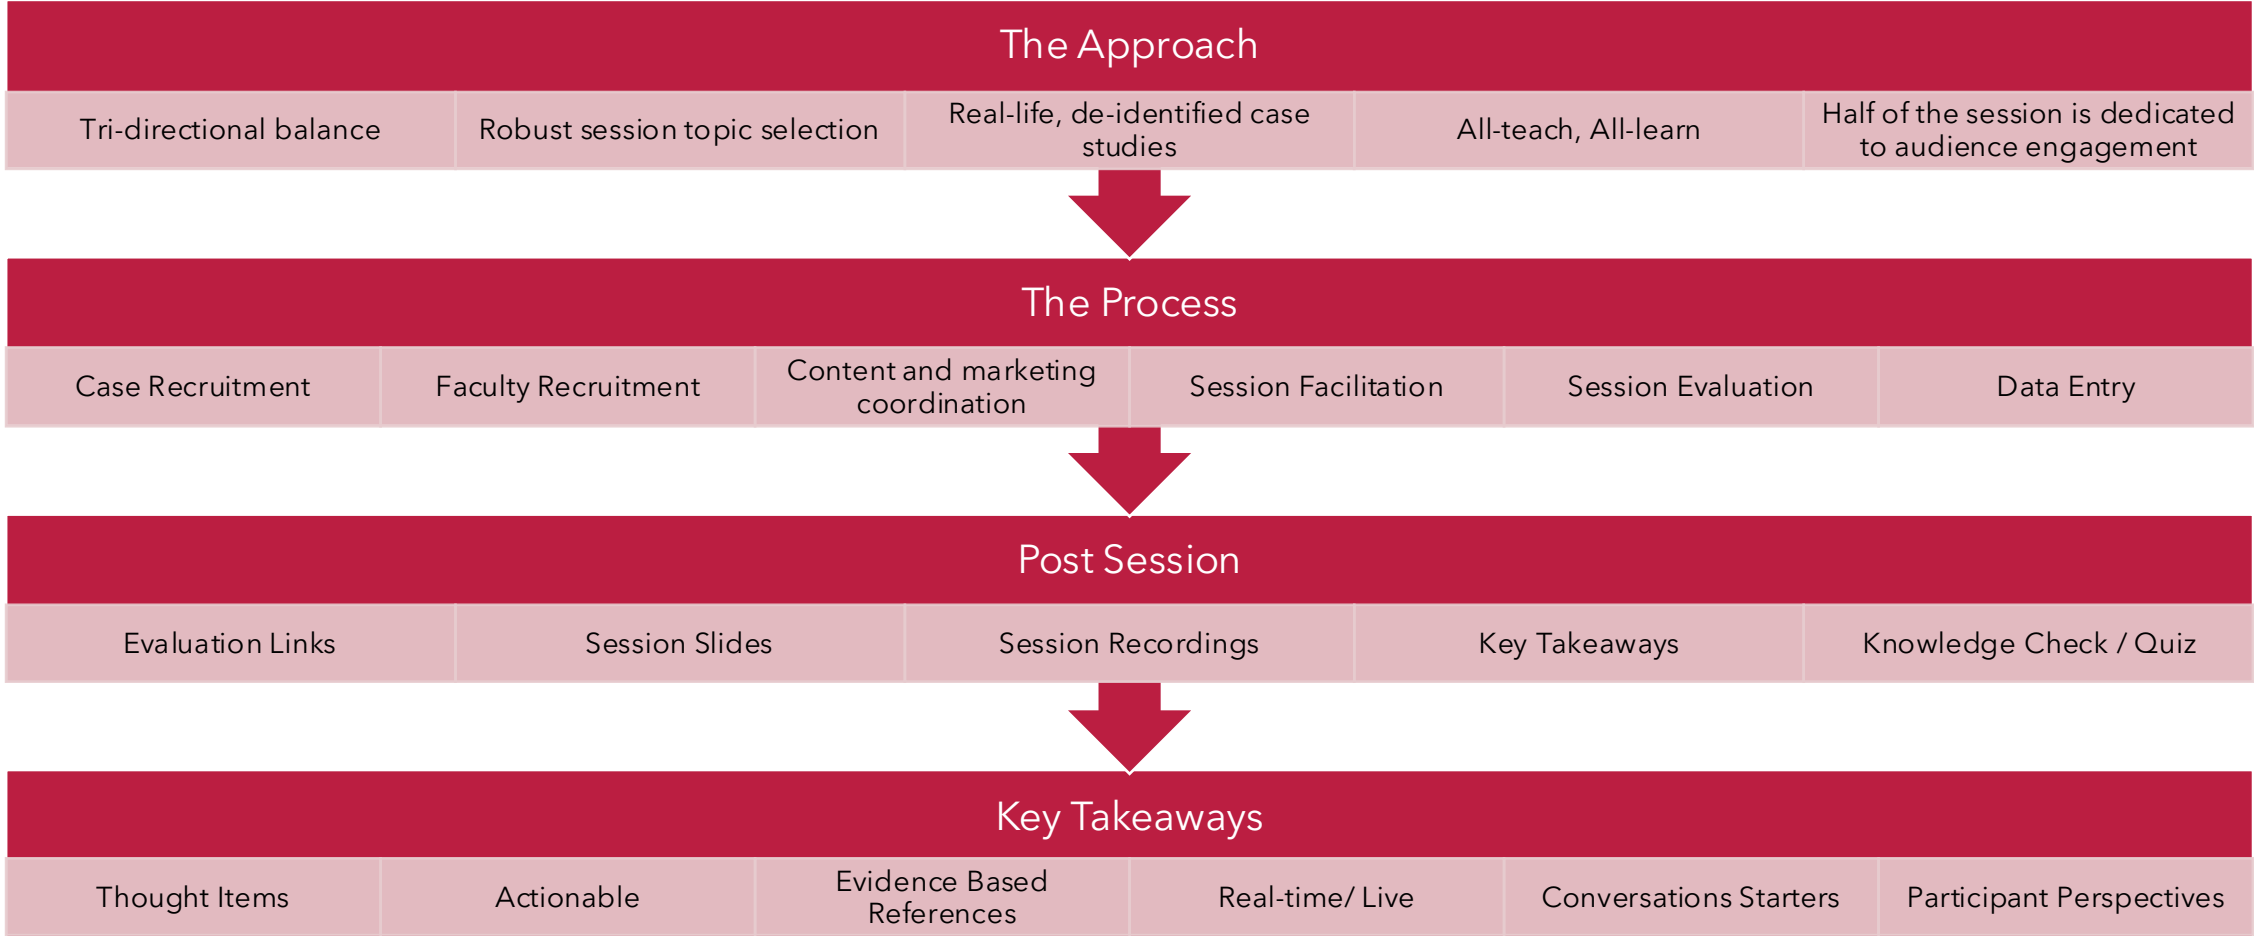 The Approach
Tri-directional balance
Robust session topic selection
Real-life, de-identified case
studies
All-teach, All-learn
Half of the session is dedicated
to audience engagement
The Process
Case Recruitment
Faculty Recruitment
Content and marketing
coordination
Session Facilitation
Session Evaluation
Data Entry
Post Session
Evaluation Links
Session Slides
Session Recordings
Key Takeaways
Knowledge Check / Quiz
Key Takeaways
Thought Items
Actionable
Evidence Based
References
Real-time/ Live
Conversations Starters
Participant Perspectives